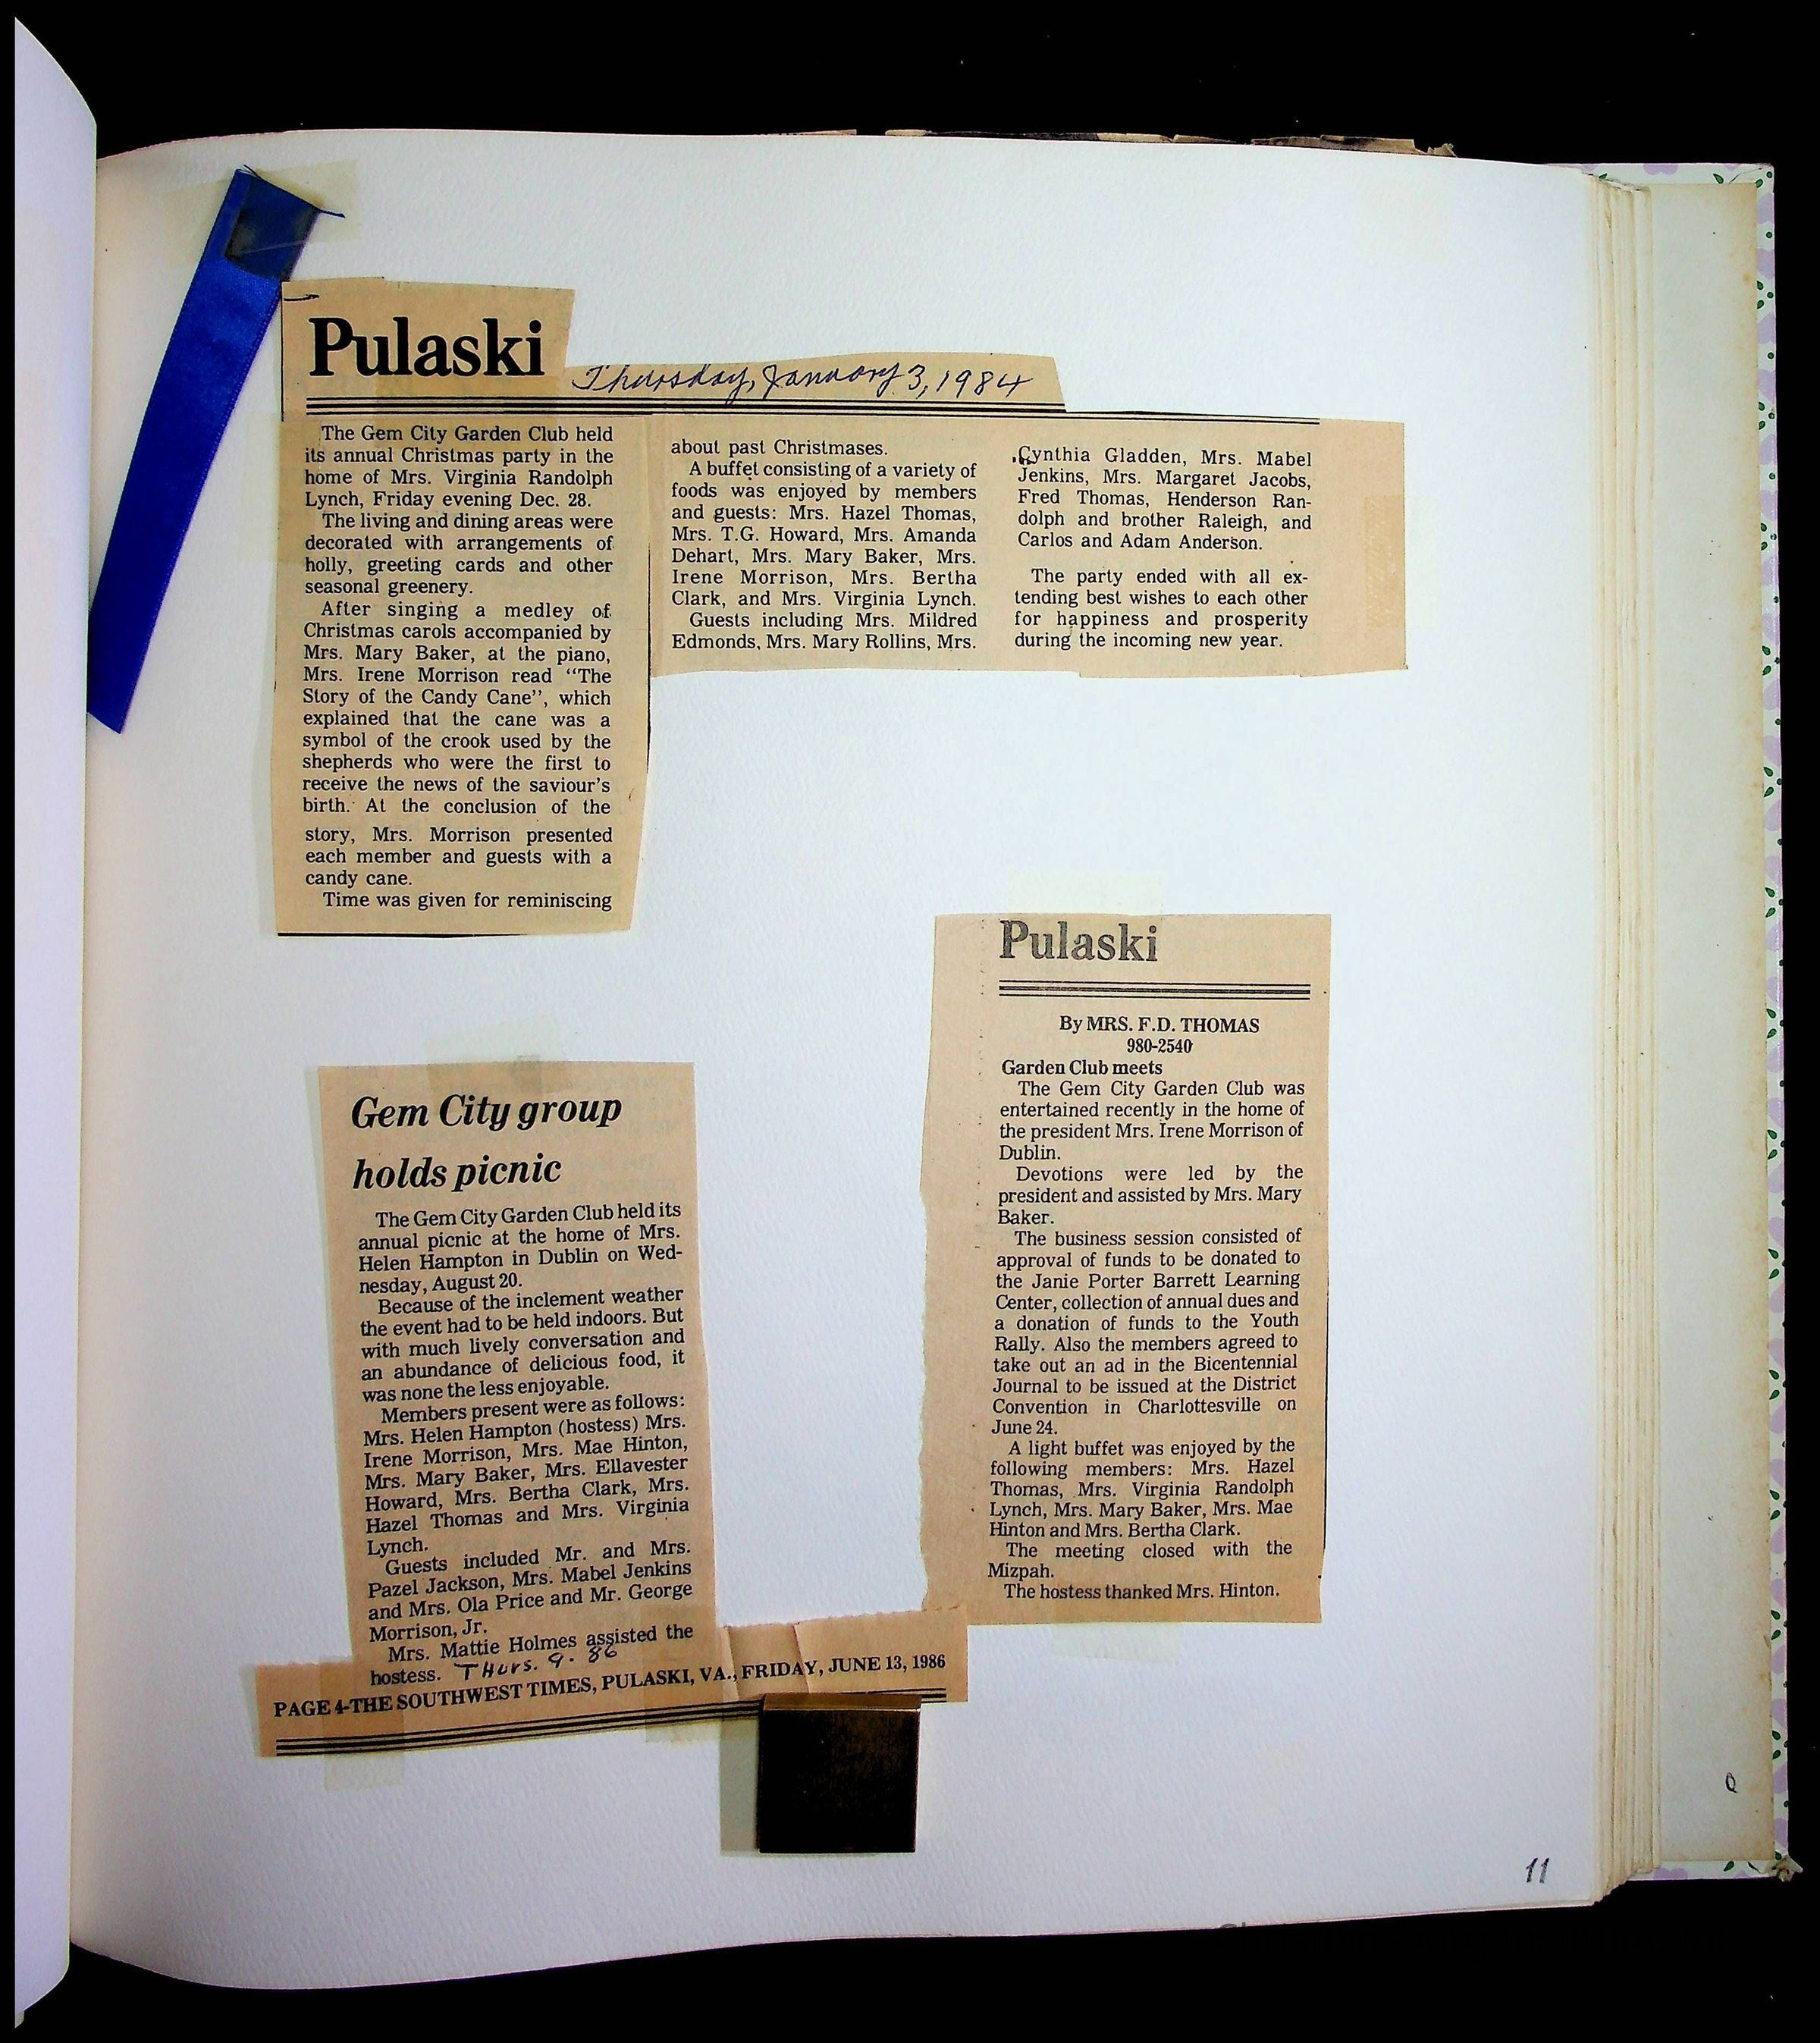 Pulaski
Thursday, January 3, 1984
The Gem City Garden Club held
its annual Christmas party in the
home of Mrs. Virginia Randolph
Lynch, Friday evening Dec. 28.
The living and dining areas were
decorated with arrangements of
holly, greeting cards and other
seasonal greenery.
After singing a medley of
Christmas carols accompanied by
Mrs. Mary Baker, at the piano,
Mrs. Irene Morrison read "The
Story of the Candy Cane", which
explained that the cane was a
symbol of the crook used by the
shepherds who were the first to
receive the news of the saviour's
birth. At the conclusion of the
story, Mrs. Morrison presented
each member and guests with a
candy cane.
Time was given for reminiscing
about past Christmases.
A buffet consisting of a variety of
foods was enjoyed by members
and guests: Mrs. Hazel Thomas,
Mrs. T.G. Howard, Mrs. Amanda
Dehart, Mrs. Mary Baker, Mrs.
Irene Morrison, Mrs. Bertha
Clark, and Mrs. Virginia Lynch.
Guests including Mrs. Mildred
Edmonds, Mrs. Mary Rollins, Mrs.
Cynthia Gladden, Mrs. Mabel
Jenkins, Mrs. Margaret Jacobs,
Fred Thomas, Henderson Ran-
dolph and brother Raleigh, and
Carlos and Adam Anderson.
The party ended with all ex-
tending best wishes to each other
for happiness and prosperity
during the incoming new year.
Gem City group
holds picnic
The Gem City Garden Club held its
annual picnic at the home of Mrs.
Helen Hampton in Dublin on Wed-
nesday, August 20.
Because of the inclement weather
the event had to be held indoors. But
with much lively conversation and
an abundance of delicious food, it
was none the less enjoyable.
Members present were as follows:
Mrs. Helen Hampton (hostess) Mrs.
Irene Morrison, Mrs. Mae Hinton,
Mrs. Mary Baker, Mrs. Ellavester
Howard, Mrs. Bertha Clark, Mrs.
Hazel Thomas and Mrs. Virginia
Lynch.
Guests included Mr. and Mrs.
Pazel Jackson, Mrs. Mabel Jenkins
and Mrs. Ola Price and Mr. George
Morrison, Jr.
Mrs. Mattie Holmes assisted the
hostess. Thurs. 9. 86
PAGE 4-THE SOUTHWEST TIMES, PULASKI, VA., FRIDAY, JUNE 13, 1986
Pulaski
By MRS. F.D. THOMAS
980-2540
Garden Club meets
The Gem City Garden Club was
entertained recently in the home of
the president Mrs. Irene Morrison of
Dublin.
Devotions were led by the
president and assisted by Mrs. Mary
Baker.
The business session consisted of
approval of funds to be donated to
the Janie Porter Barrett Learning
Center, collection of annual dues and
a donation of funds to the Youth
Rally. Also the members agreed to
take out an ad in the Bicentennial
Journal to be issued at the District
Convention in Charlottesville on
June 24.
A light buffet was enjoyed by the
following members: Mrs. Hazel
Thomas, Mrs. Virginia Randolph
Lynch, Mrs. Mary Baker, Mrs. Mae
Hinton and Mrs. Bertha Clark.
The meeting closed with the
Mizpah.
The hostess thanked Mrs. Hinton.
11